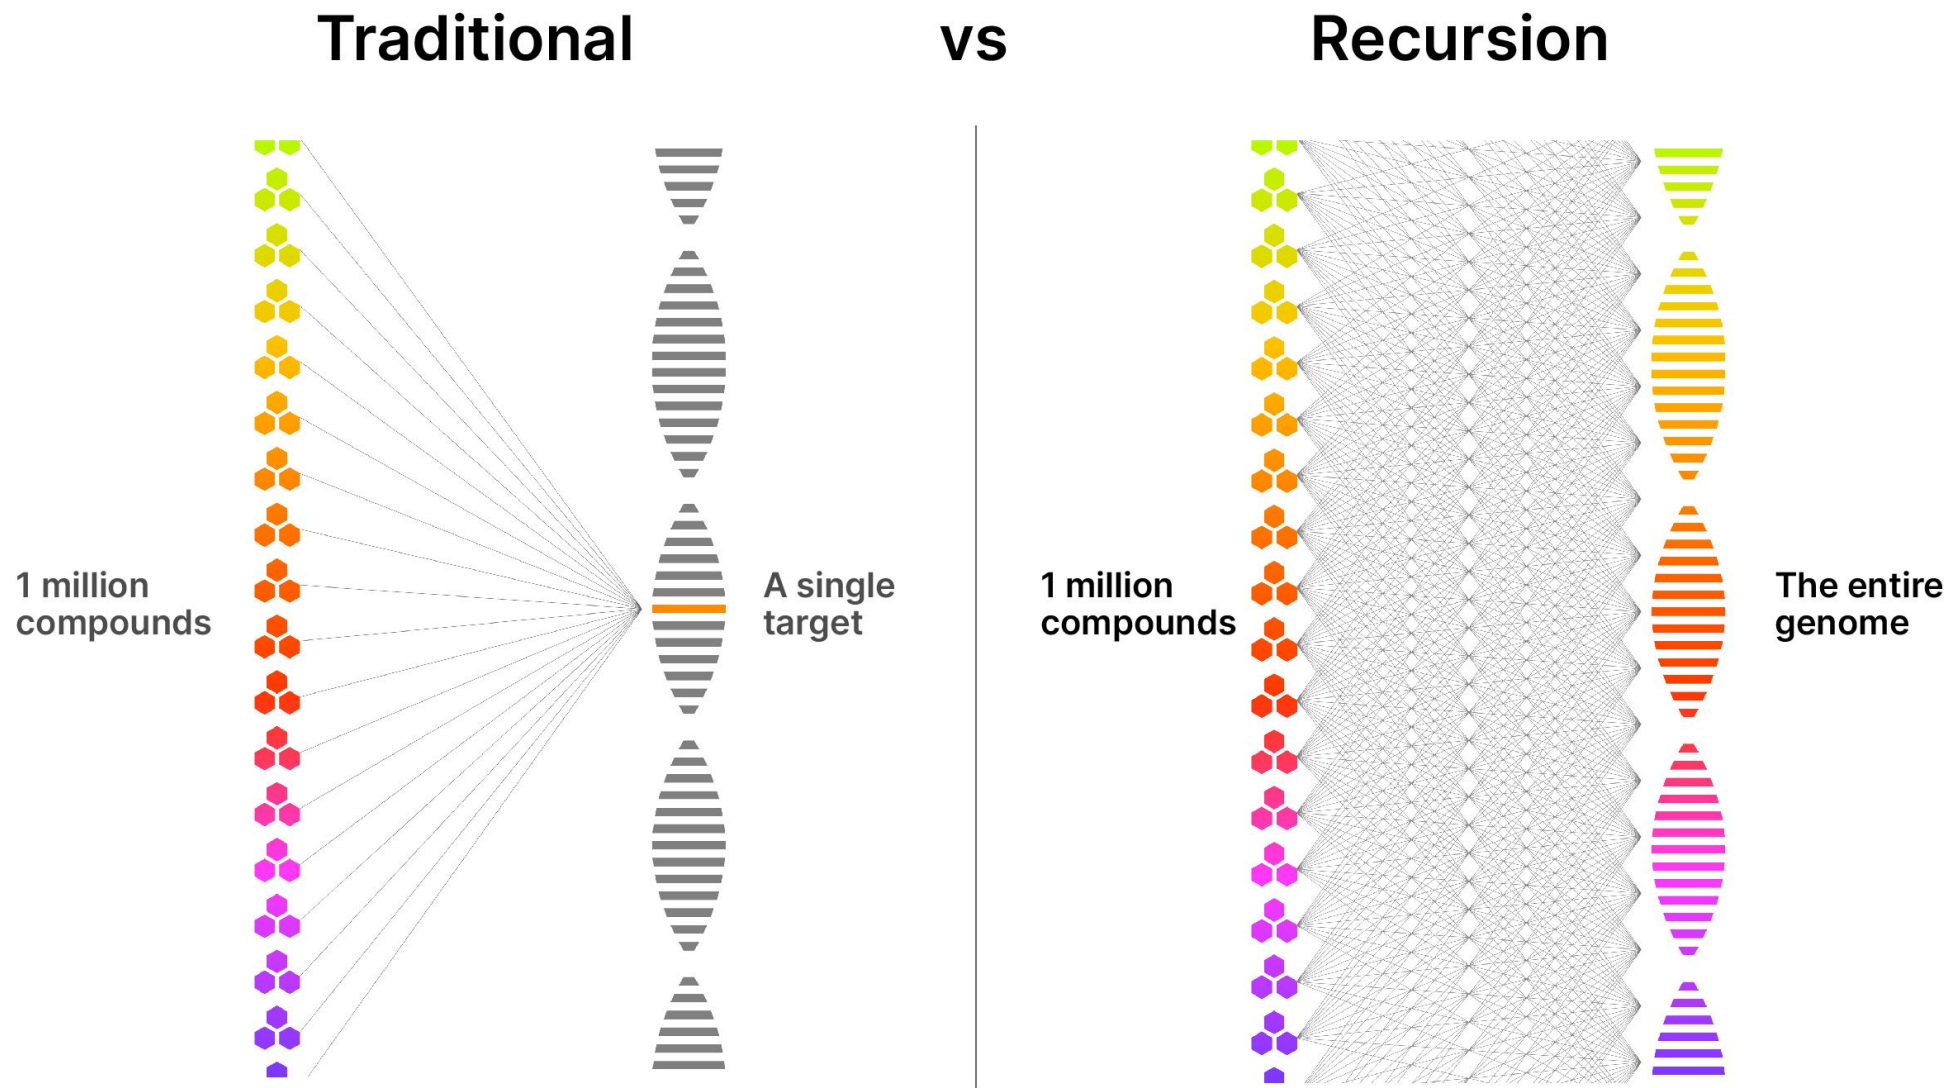 Traditional
vs
Recursion
1 million
compounds
A single
target
1 million
compounds
The entire
genome